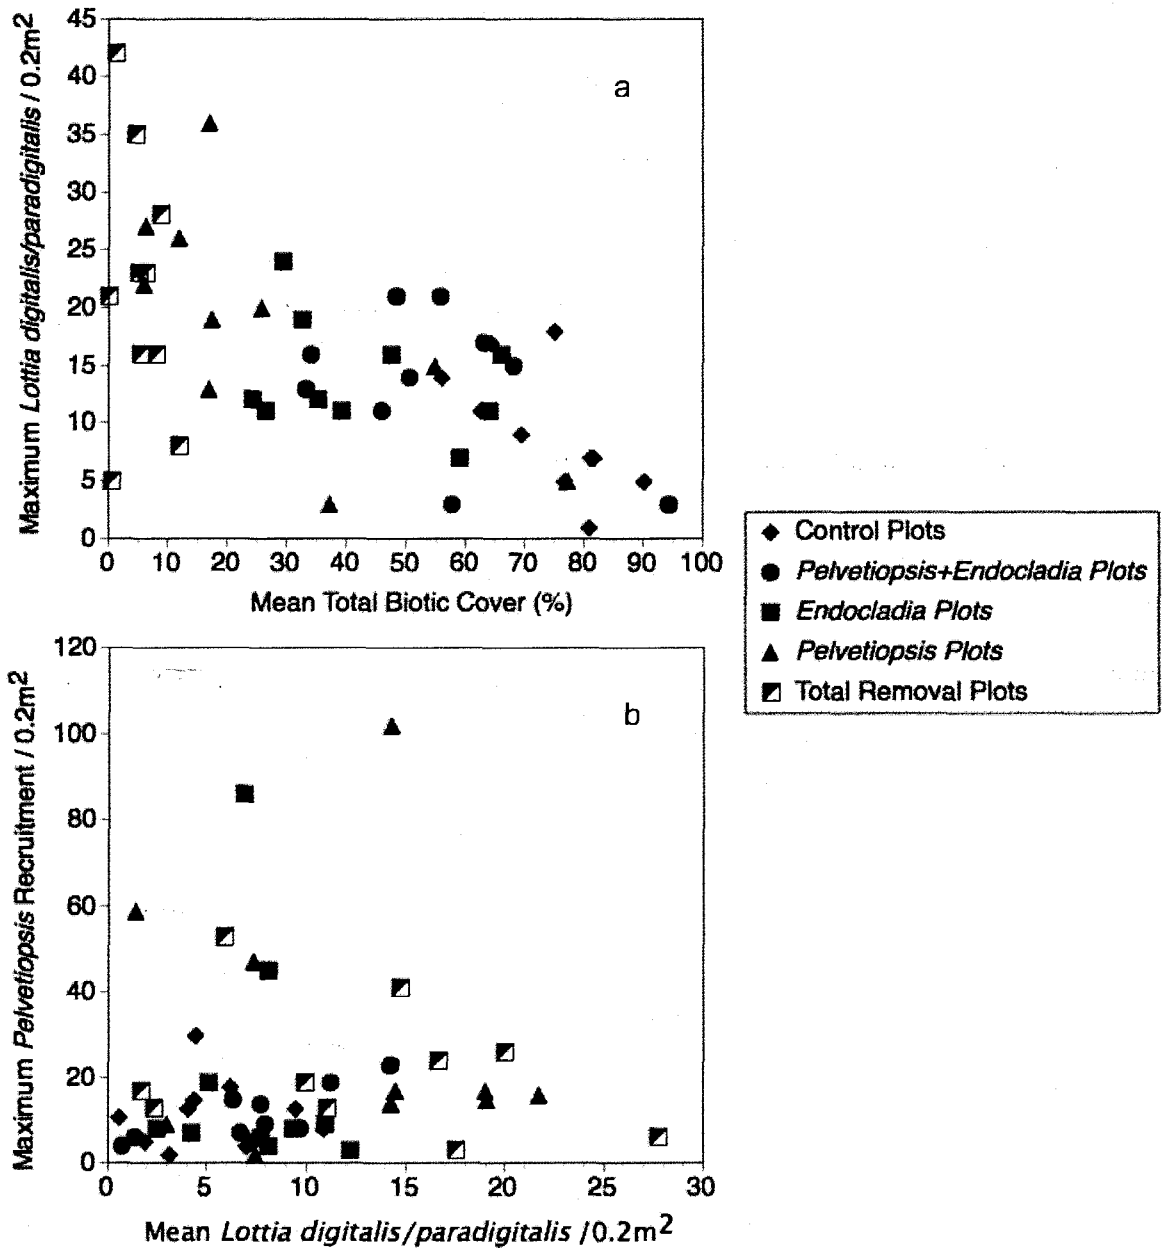 Maximum Lottia digitalis/paradigitalis / 0.2m²
45
40
35
30
25
20
15
10
5
0
a
0 10 20 30 40 50 60 70 80 90 100
Mean Total Biotic Cover (%)
Control Plots
Pelvetiopsis+Endocladia Plots
Endocladia Plots
Pelvetiopsis Plots
Total Removal Plots
Maximum Pelvetiopsis Recruitment / 0.2m²
120
100
80
60
40
20
0
b
0 5 10 15 20 25 30
Mean Lottia digitalis/paradigitalis /0.2m²